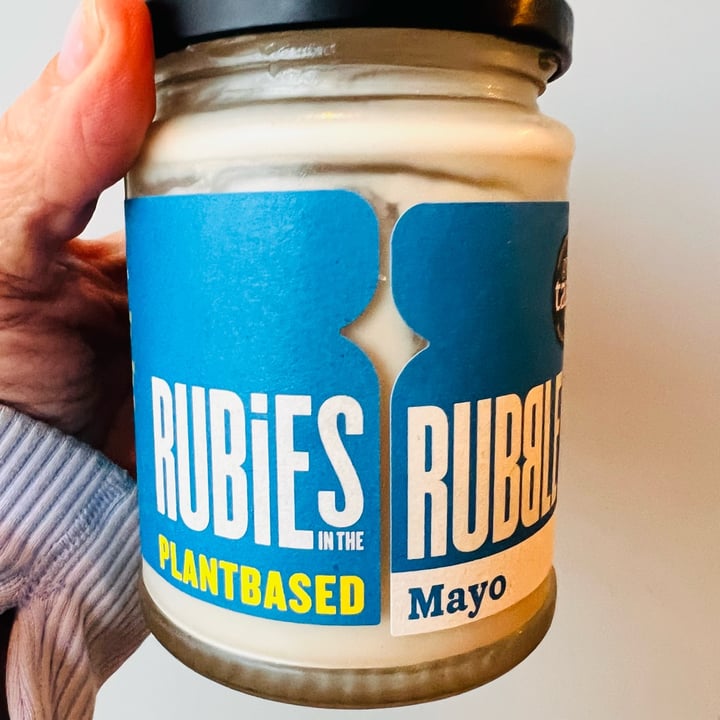 RUBiES
IN THE
PLANTBASED
RUBBLE
Mayo